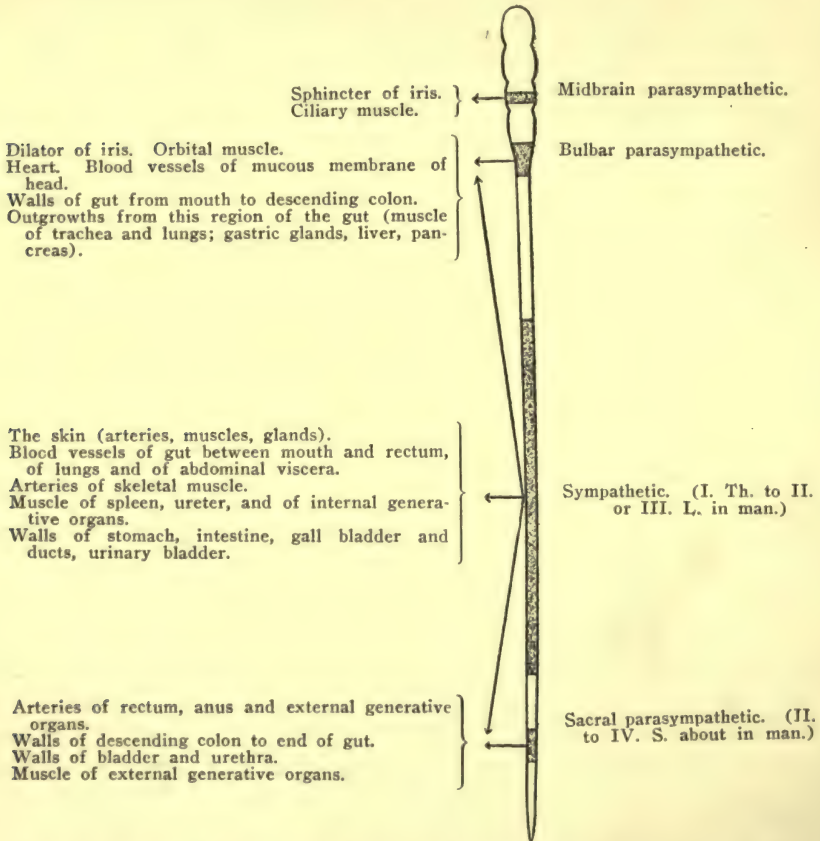 Sphincter of iris.
Ciliary muscle.
Midbrain parasympathetic.
Dilator of iris. Orbital muscle.
Heart. Blood vessels of mucous membrane of
head.
Walls of gut from mouth to descending colon.
Outgrowths from this region of the gut (muscle
of trachea and lungs; gastric glands, liver, pan-
creas).
Bulbar parasympathetic.
The skin (arteries, muscles, glands).
Blood vessels of gut between mouth and rectum,
of lungs and of abdominal viscera.
Arteries of skeletal muscle.
Muscle of spleen, ureter, and of internal genera-
tive organs.
Walls of stomach, intestine, gall bladder and
ducts, urinary bladder.
Sympathetic. (I. Th. to II.
or III. L. in man.)
Arteries of rectum, anus and external generative
organs.
Walls of descending colon to end of gut.
Walls of bladder and urethra.
Muscle of external generative organs.
Sacral parasympathetic. (II.
to IV. S. about in man.)